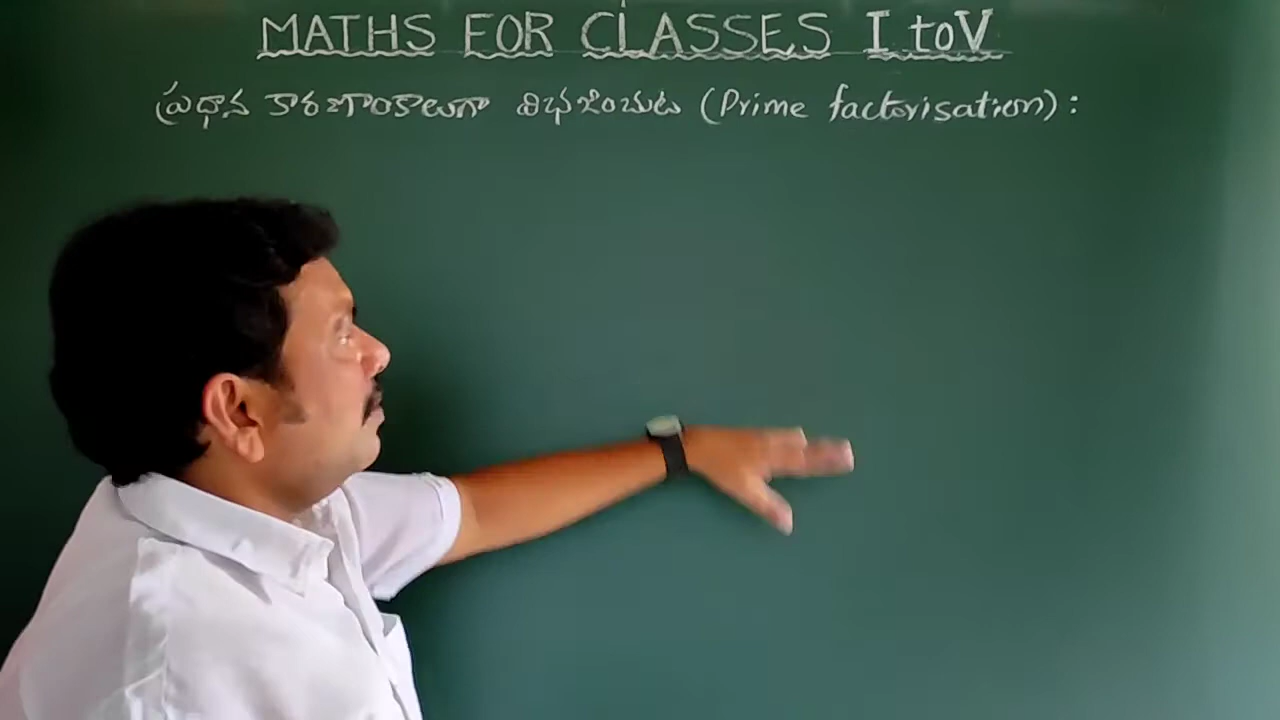 MATHS FOR CLASSES I to V
ప్రధాన కారణాంకాలుగా విభజించుట (Prime factorisation) :